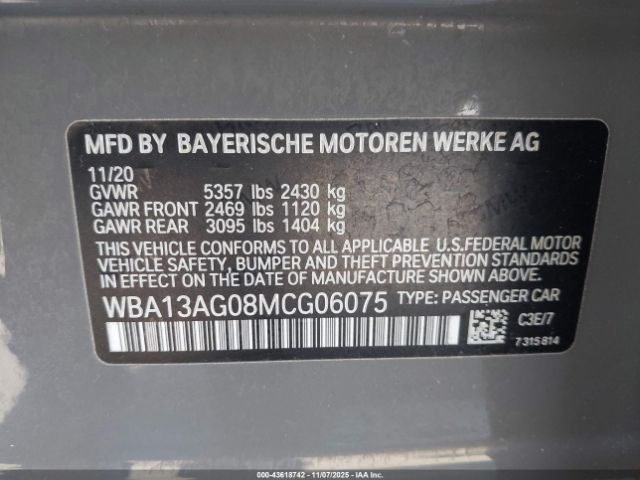 MFD BY BAYERISCHE MOTOREN WERKE AG
11/20
GVWR 5357 lbs 2430 kg
GAWR FRONT 2469 lbs 1120 kg
GAWR REAR 3095 lbs 1404 kg
THIS VEHICLE CONFORMS TO ALL APPLICABLE U.S.FEDERAL MOTOR
VEHICLE SAFETY, BUMPER AND THEFT PREVENTION STANDARDS
IN EFFECT ON THE DATE OF MANUFACTURE SHOWN ABOVE.
WBA13AG08MCG06075 TYPE: PASSENGER CAR
C3E/7
7315814
000-43618742 - 11/07/2025 - IAAI.COM